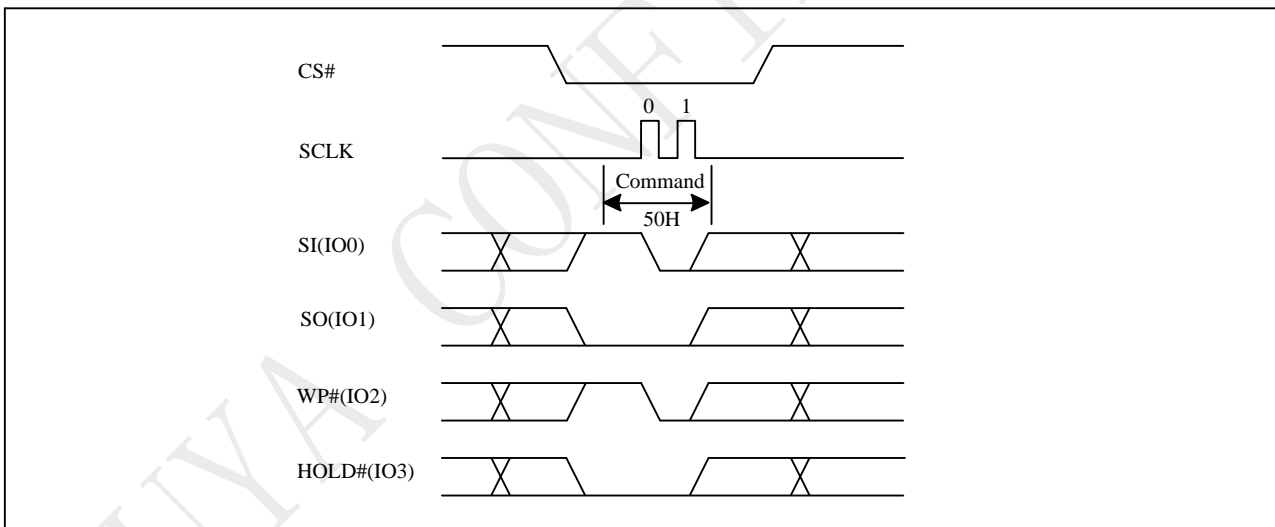 CS#
0 1
SCLK
Command
50H
SI(IO0)
SO(IO1)
WP#(IO2)
HOLD#(IO3)